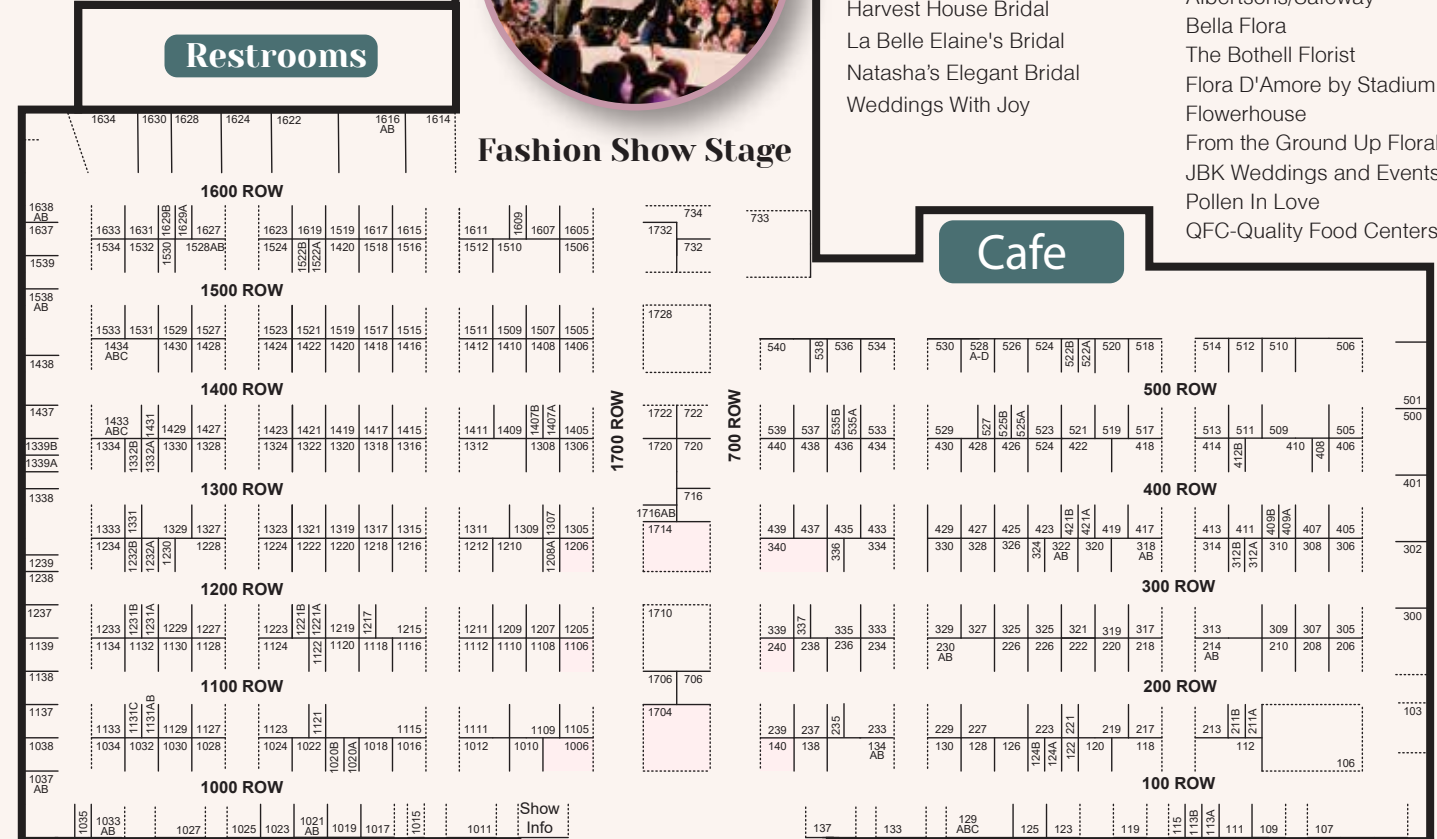 Restrooms
Fashion Show Stage
Harvest House Bridal
La Belle Elaine's Bridal
Natasha’s Elegant Bridal
Weddings With Joy
Albertsons/Safeway
Bella Flora
The Bothell Florist
Flora D'Amore by Stadium
Flowerhouse
From the Ground Up Floral
JBK Weddings and Events
Pollen In Love
QFC-Quality Food Centers
Cafe
1634 1630 1628 1624 1622 1616 AB 1614
1600 ROW
1638 AB
1637
1539
1538 AB
1438
1437
1339B
1339A
1338
1239
1238
1237
1139
1138
1137
1038
1037 AB
1633 1631 1629B 1629A 1627 1623 1619 1519 1617 1615 1611 1609 1607 1605
1534 1532 1530 1528AB 1524 1522B 1522A 1420 1518 1516 1512 1510 1506
1500 ROW
1533 1531 1529 1527 1523 1521 1519 1517 1515 1511 1509 1507 1505
1434 ABC 1430 1428 1424 1422 1420 1418 1416 1412 1410 1408 1406
1400 ROW
1433 ABC 1431 1429 1427 1423 1421 1419 1417 1415 1411 1409 1407B 1407A 1405
1334 1332B 1332A 1330 1328 1324 1322 1320 1318 1316 1312 1308 1306
1300 ROW
1333 1331 1329 1327 1323 1321 1319 1317 1315 1311 1309 1307 1305
1234 1232B 1232A 1230 1228 1224 1222 1220 1218 1216 1212 1210 1208A 1206
1200 ROW
1233 1231B 1231A 1229 1227 1223 1221B 1221A 1219 1217 1215 1211 1209 1207 1205
1134 1132 1130 1128 1124 1122 1120 1118 1116 1112 1110 1108 1106
1100 ROW
1133 1131C 1131AB 1129 1127 1123 1121 1115 1111 1109 1105
1034 1032 1030 1028 1024 1022 1020B 1020A 1018 1016 1012 1010 1006
1000 ROW
1035 1033 AB 1027 1025 1023 1021 AB 1019 1017 1015 1011 Show Info
1700 ROW
734
1732
732
1728
1722 722
1720 720
716
1716AB
1714
1710
1706 706
1704
700 ROW
733
540 538 536 534 530 528 A-D 526 524 522B 522A 520 518 514 512 510 506
500 ROW
539 537 535B 535A 533 529 527 525B 525A 523 521 519 517 513 511 509 505
440 438 436 434 430 428 426 524 422 418 414 412B 410 408 406
400 ROW
439 437 435 433 429 427 425 423 421B 421A 419 417 413 411 409B 409A 407 405
340 336 334 330 328 326 324 322 AB 320 318 AB 314 312B 312A 310 308 306
300 ROW
339 337 335 333 329 327 325 325 321 319 317 313 309 307 305
240 238 236 234 230 AB 226 226 222 220 218 214 AB 210 208 206
200 ROW
239 237 235 233 229 227 223 221 219 217 213 211B 211A
140 138 134 AB 130 128 126 124B 124A 122 120 118 112 106
100 ROW
137 133 129 ABC 125 123 119 115 113B 113A 111 109 107
501
500
401
302
300
103